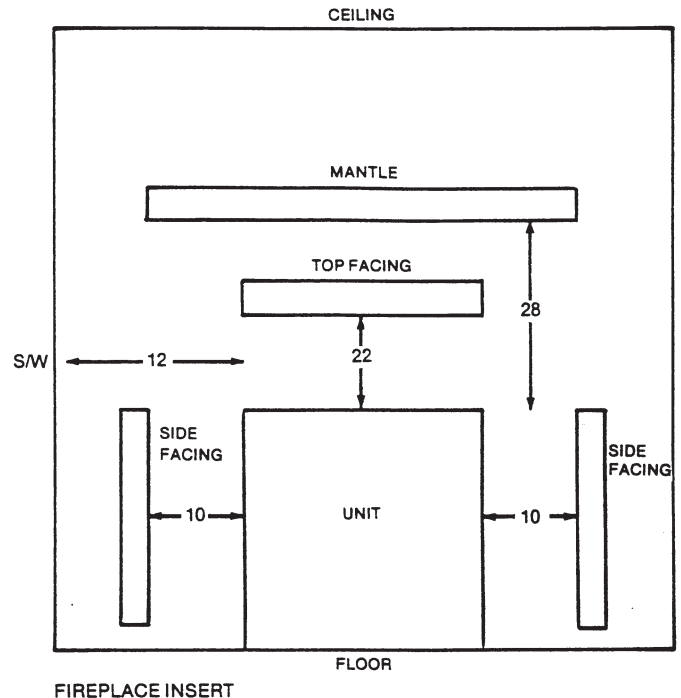 CEILING
MANTLE
TOP FACING
28
22
S/W
12
SIDE
FACING
SIDE
FACING
10
UNIT
10
FLOOR
FIREPLACE INSERT